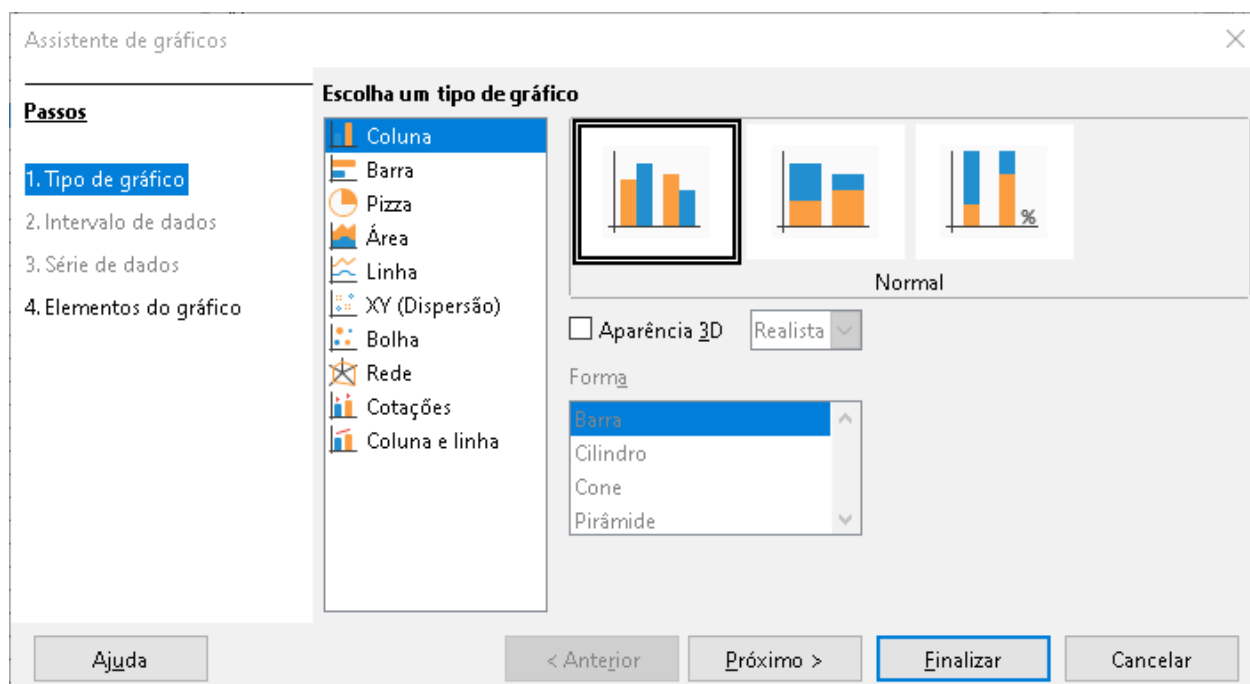 Assistente de gráficos
Passos
1. Tipo de gráfico
2. Intervalo de dados
3. Série de dados
4. Elementos do gráfico
Escolha um tipo de gráfico
Coluna
Barra
Pizza
Área
Linha
XY (Dispersão)
Bolha
Rede
Cotações
Coluna e linha
%
Normal
Aparência 3D
Realista
Forma
Barra
Cilindro
Cone
Pirâmide
Ajuda
< Anterior
Próximo >
Finalizar
Cancelar